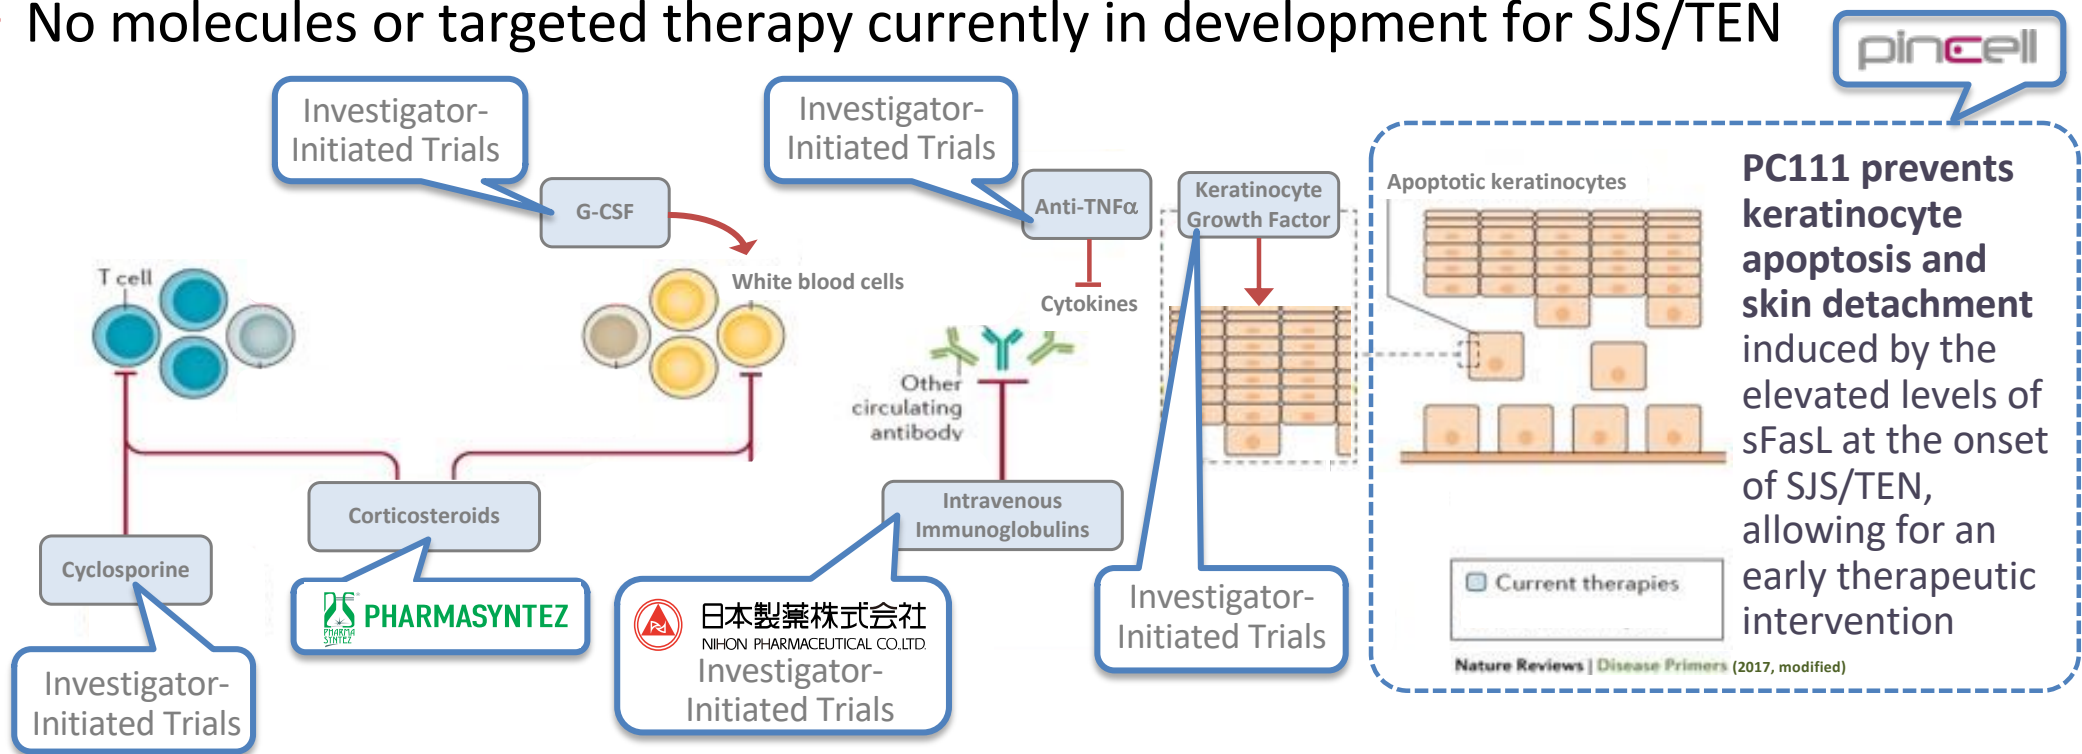 No molecules or targeted therapy currently in development for SJS/TEN
pincell
Investigator-
Initiated Trials
Investigator-
Initiated Trials
G-CSF
Anti-TNFα
Keratinocyte
Growth Factor
Apoptotic keratinocytes
PC111 prevents
keratinocyte
apoptosis and
skin detachment
induced by the
elevated levels of
sFasL at the onset
of SJS/TEN,
allowing for an
early therapeutic
intervention
T cell
White blood cells
Cytokines
Other
circulating
antibody
Corticosteroids
Intravenous
Immunoglobulins
Cyclosporine
PHARMA
SYNTEZ
PHARMASYNTEZ
日本製薬株式会社
NIHON PHARMACEUTICAL CO.,LTD.
Investigator-
Initiated Trials
Investigator-
Initiated Trials
Investigator-
Initiated Trials
Current therapies
Nature Reviews | Disease Primers (2017, modified)